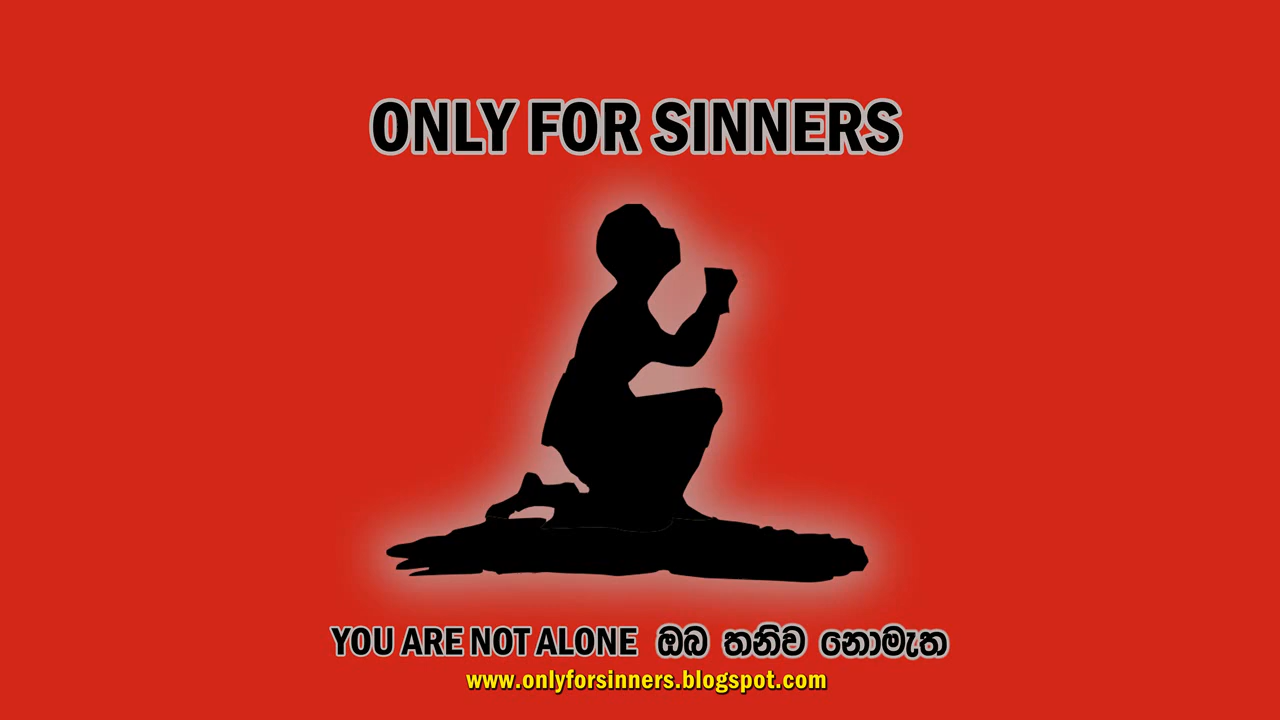 ONLY FOR SINNERS
YOU ARE NOT ALONE ඔබ තනිව නොමැත
www.onlyforsinners.blogspot.com